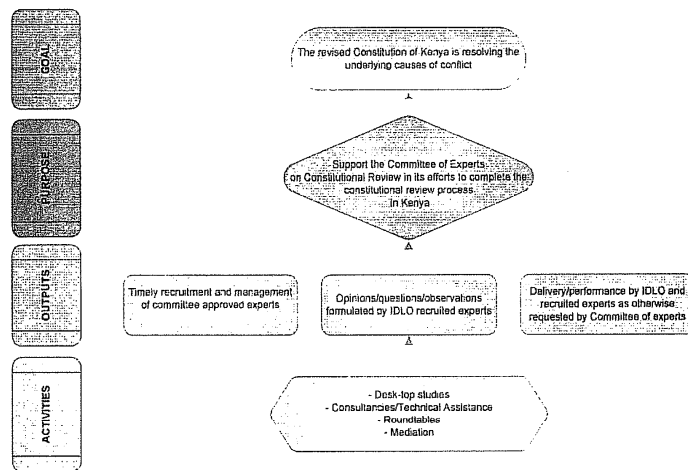 GOAL
The revised Constitution of Kenya is resolving the
underlying causes of conflict
PURPOSE
Support the Committee of Experts
on Constitutional Review in its efforts to complete the
constitutional review process
in Kenya
OUTPUTS
Timely recruitment and management
of committee approved experts
Opinions/questions/observations
formulated by IDLO recruited experts
Delivery/performance by IDLO and
recruited experts as otherwise
requested by Committee of experts
ACTIVITIES
- Desk-top studies
- Consultancies/Technical Assistance
- Roundtables
- Mediation